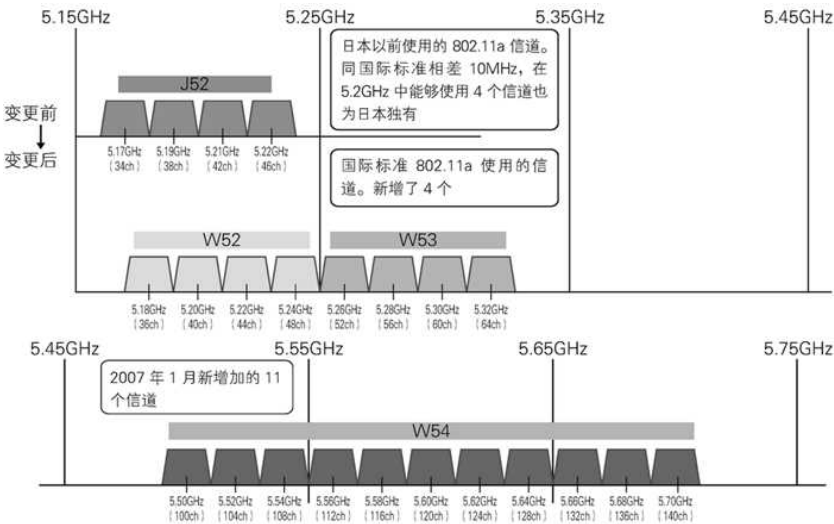 5.15GHz 5.25GHz 5.35GHz 5.45GHz
日本以前使用的 802.11a 信道。
同国际标准相差 10MHz，在
5.2GHz 中能够使用 4 个信道也
为日本独有
J52
变更前
变更后
5.17GHz 5.19GHz 5.21GHz 5.22GHz
(34ch) (38ch) (42ch) (46ch)
国际标准 802.11a 使用的信
道。新增了 4 个
W52 W53
5.18GHz 5.20GHz 5.22GHz 5.24GHz 5.26GHz 5.28GHz 5.30GHz 5.32GHz
(36ch) (40ch) (44ch) (48ch) (52ch) (56ch) (60ch) (64ch)
5.45GHz 5.55GHz 5.65GHz 5.75GHz
2007 年 1 月新增加的 11
个信道
W54
5.50GHz 5.52GHz 5.54GHz 5.56GHz 5.58GHz 5.60GHz 5.62GHz 5.64GHz 5.66GHz 5.68GHz 5.70GHz
(100ch) (104ch) (108ch) (112ch) (116ch) (120ch) (124ch) (128ch) (132ch) (136ch) (140ch)